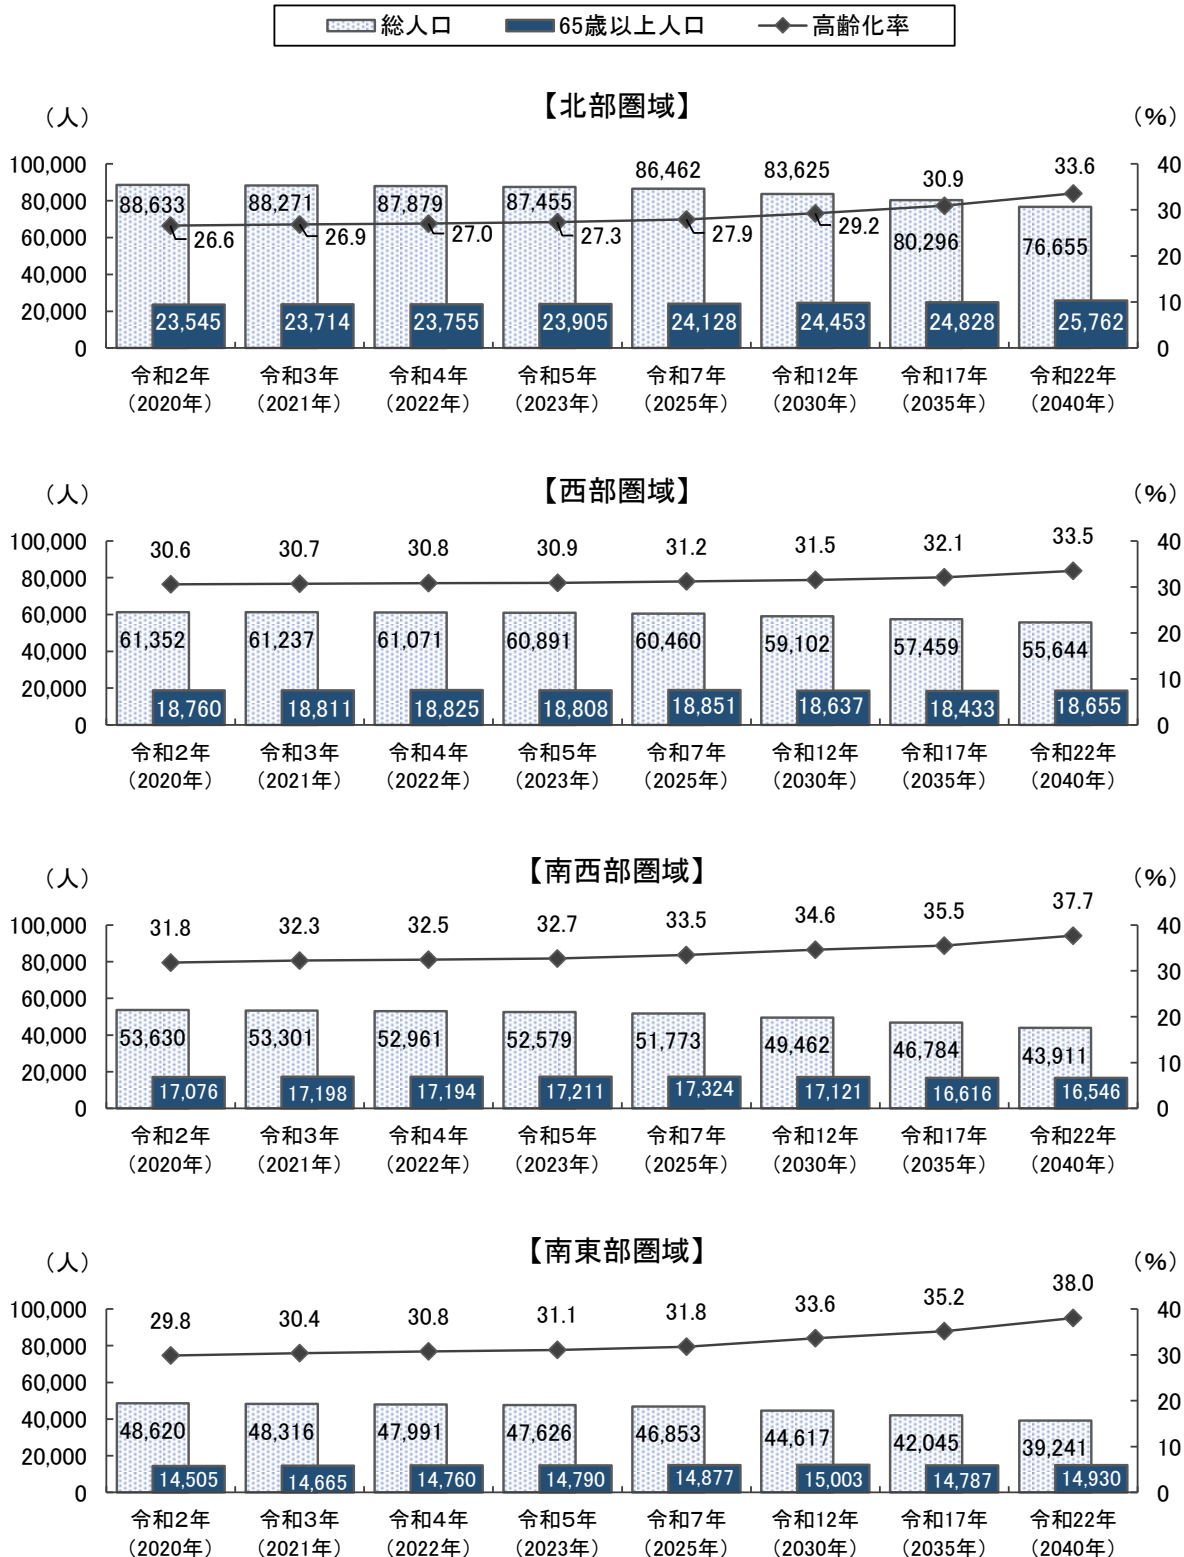 総人口 65歳以上人口 高齢化率
【北部圏域】
（人） （%）
100,000 80,000 60,000 40,000 20,000 0
40 30 20 10 0
88,633 88,271 87,879 87,455 86,462 83,625 80,296 76,655
26.6 26.9 27.0 27.3 27.9 29.2 30.9 33.6
23,545 23,714 23,755 23,905 24,128 24,453 24,828 25,762
令和2年 令和3年 令和4年 令和5年 令和7年 令和12年 令和17年 令和22年
（2020年） （2021年） （2022年） （2023年） （2025年） （2030年） （2035年） （2040年）
【西部圏域】
（人） （%）
100,000 80,000 60,000 40,000 20,000 0
40 30 20 10 0
30.6 30.7 30.8 30.9 31.2 31.5 32.1 33.5
61,352 61,237 61,071 60,891 60,460 59,102 57,459 55,644
18,760 18,811 18,825 18,808 18,851 18,637 18,433 18,655
令和2年 令和3年 令和4年 令和5年 令和7年 令和12年 令和17年 令和22年
（2020年） （2021年） （2022年） （2023年） （2025年） （2030年） （2035年） （2040年）
【南西部圏域】
（人） （%）
100,000 80,000 60,000 40,000 20,000 0
40 30 20 10 0
31.8 32.3 32.5 32.7 33.5 34.6 35.5 37.7
53,630 53,301 52,961 52,579 51,773 49,462 46,784 43,911
17,076 17,198 17,194 17,211 17,324 17,121 16,616 16,546
令和2年 令和3年 令和4年 令和5年 令和7年 令和12年 令和17年 令和22年
（2020年） （2021年） （2022年） （2023年） （2025年） （2030年） （2035年） （2040年）
【南東部圏域】
（人） （%）
100,000 80,000 60,000 40,000 20,000 0
40 30 20 10 0
29.8 30.4 30.8 31.1 31.8 33.6 35.2 38.0
48,620 48,316 47,991 47,626 46,853 44,617 42,045 39,241
14,505 14,665 14,760 14,790 14,877 15,003 14,787 14,930
令和2年 令和3年 令和4年 令和5年 令和7年 令和12年 令和17年 令和22年
（2020年） （2021年） （2022年） （2023年） （2025年） （2030年） （2035年） （2040年）